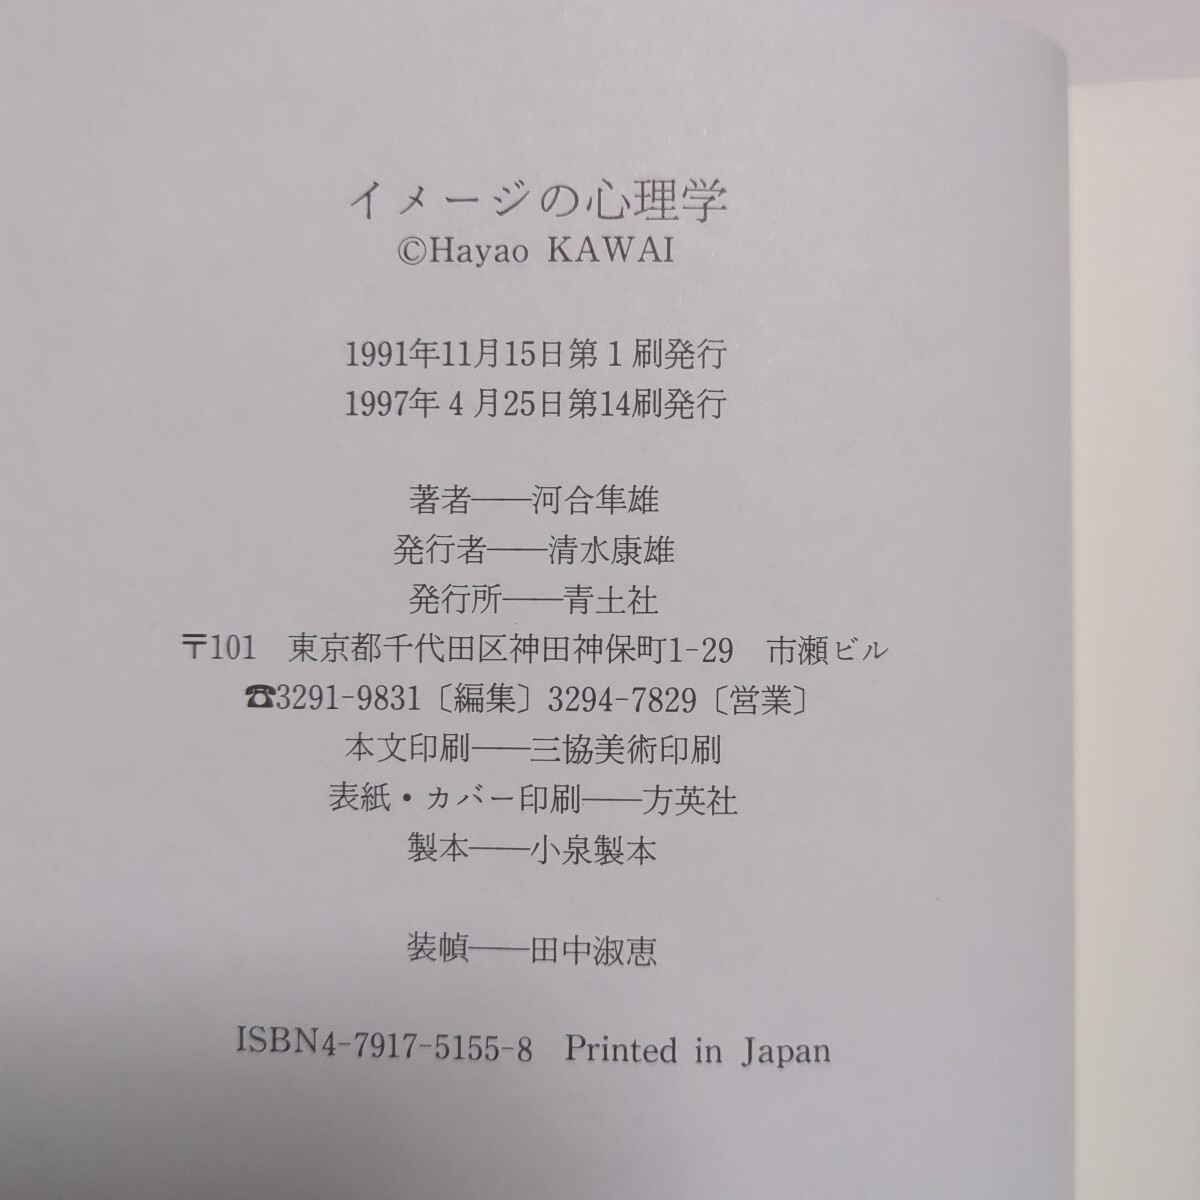 イメージの心理学
©Hayao KAWAI
1991年11月15日第1刷発行
1997年4月25日第14刷発行
著者――河合隼雄
発行者――清水康雄
発行所――青土社
〒101 東京都千代田区神田神保町1-29 市瀬ビル
☎3291-9831〔編集〕3294-7829〔営業〕
本文印刷――三協美術印刷
表紙・カバー印刷――方英社
製本――小泉製本
装幀――田中淑恵
ISBN4-7917-5155-8 Printed in Japan